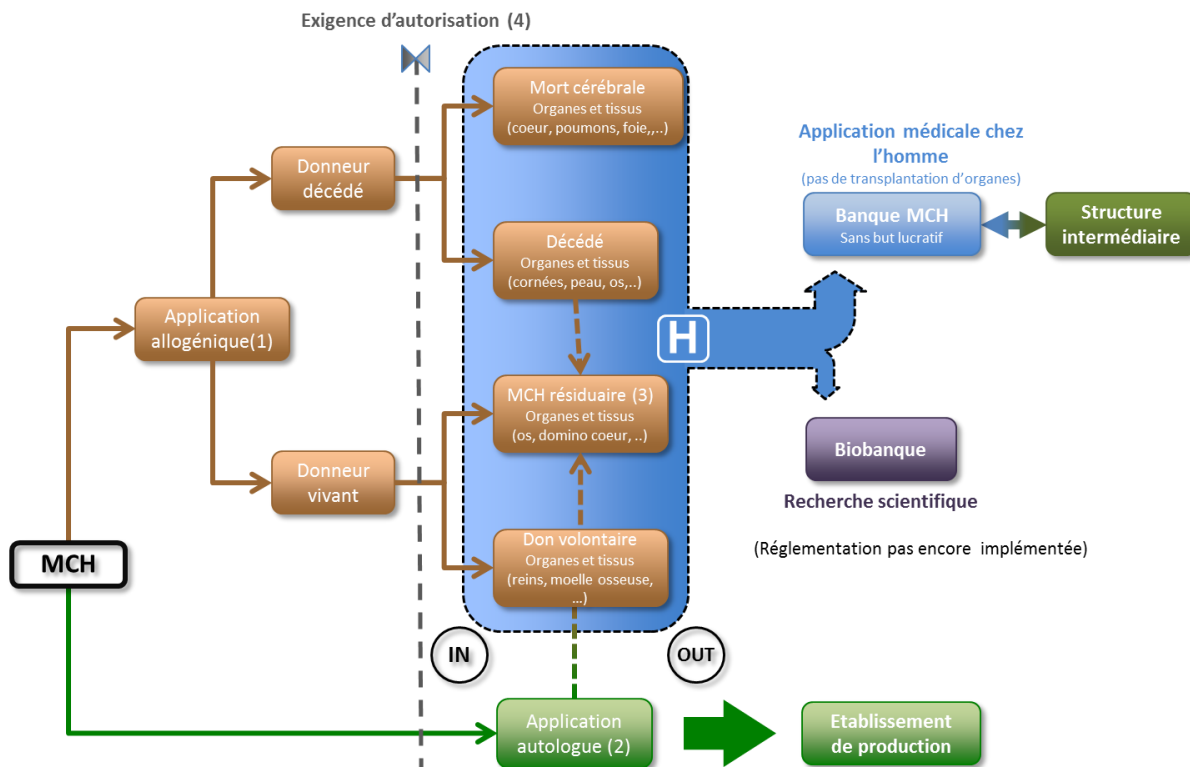 Exigence d'autorisation (4)
Mort cérébrale
Organes et tissus
(coeur, poumons, foie,,..)
Donneur
décédé
Application médicale chez
l'homme
(pas de transplantation d'organes)
Banque MCH
Sans but lucratif
Structure
intermédiaire
Décédé
Organes et tissus
(cornées, peau, os,..)
Application
allogénique(1)
H
MCH résiduaire (3)
Organes et tissus
(os, domino coeur, ..)
Donneur
vivant
Biobanque
Recherche scientifique
(Réglementation pas encore implémentée)
Don volontaire
Organes et tissus
(reins, moelle osseuse,
...)
MCH
IN
OUT
Application
autologue (2)
Etablissement
de production